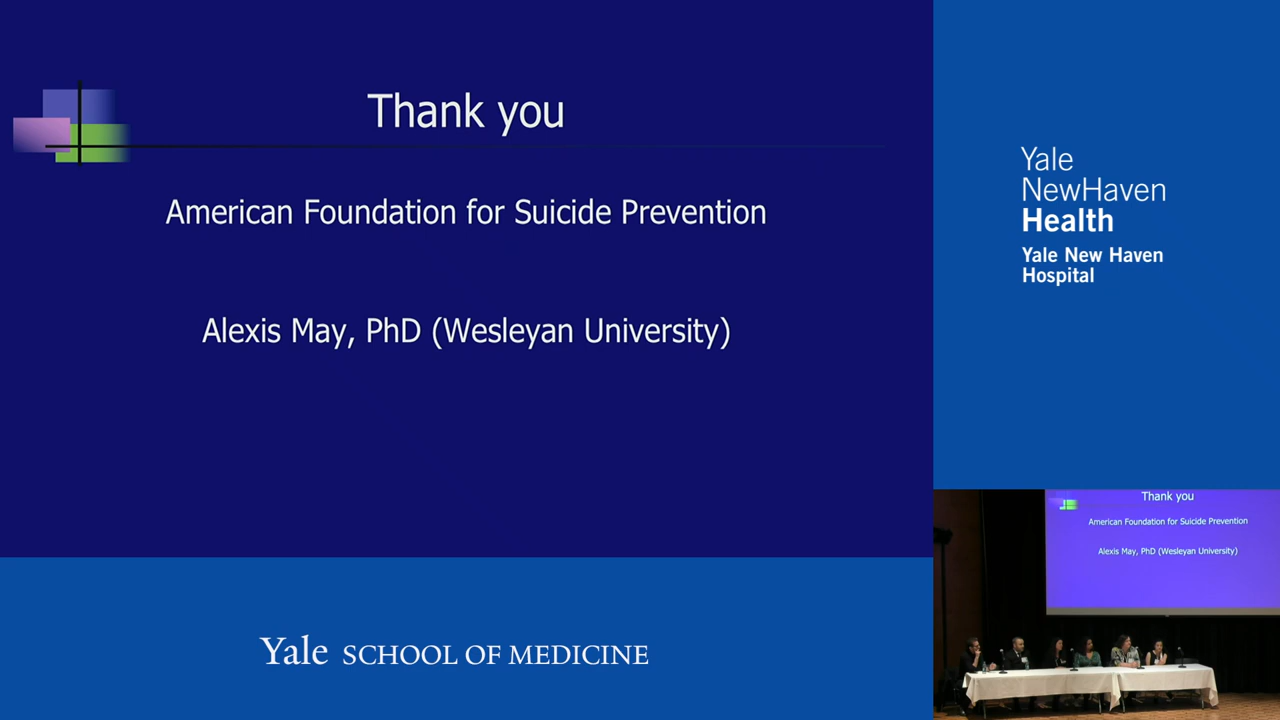 Thank you
American Foundation for Suicide Prevention
Alexis May, PhD (Wesleyan University)
Yale
NewHaven
Health
Yale New Haven
Hospital
Thank you
American Foundation for Suicide Prevention
Alexis May, PhD (Wesleyan University)
Yale SCHOOL OF MEDICINE